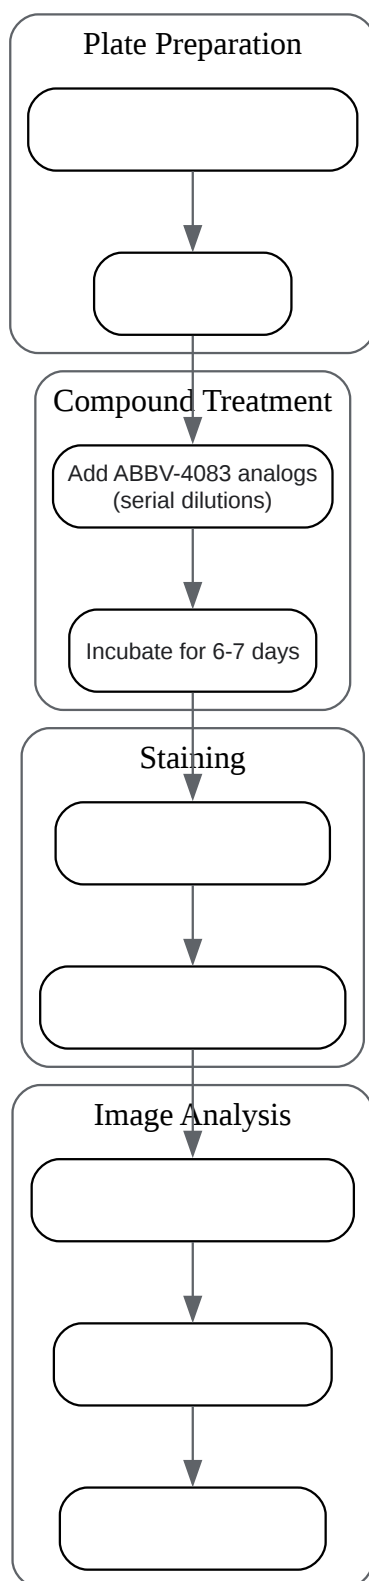 Plate Preparation
Compound Treatment
Add ABBV-4083 analogs
(serial dilutions)
Incubate for 6-7 days
Staining
Image Analysis